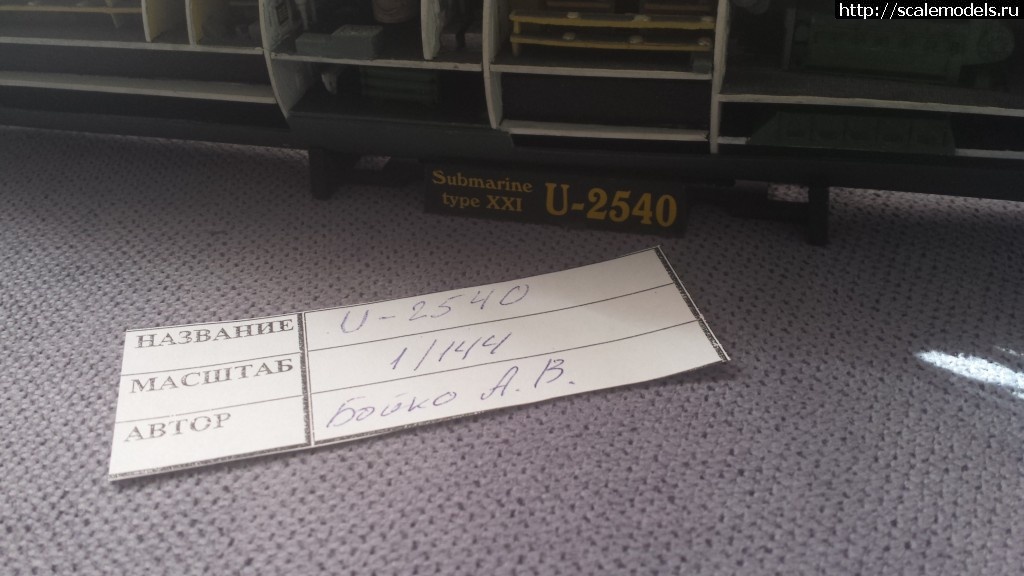 http://scalemodels.ru
Submarine
type XXI
U-2540
НАЗВАНИЕ U-2540
МАСШТАБ 1/144
АВТОР Бойко А.В.